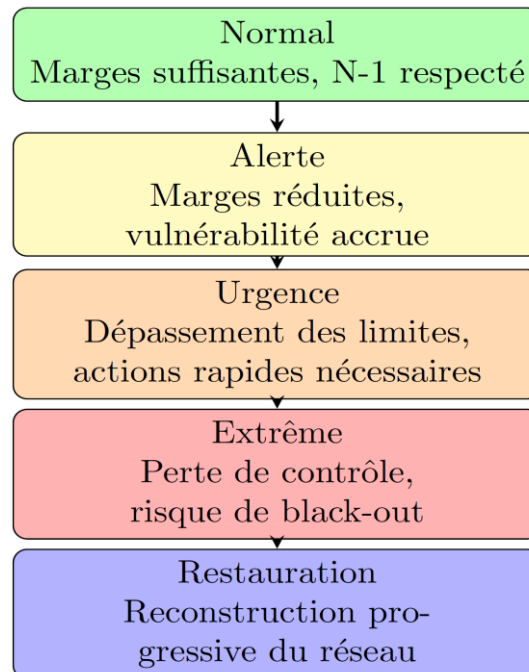 Normal
Marges suffisantes, N-1 respecté
Alerte
Marges réduites,
vulnérabilité accrue
Urgence
Dépassement des limites,
actions rapides nécessaires
Extrême
Perte de contrôle,
risque de black-out
Restauration
Reconstruction pro-
gressive du réseau